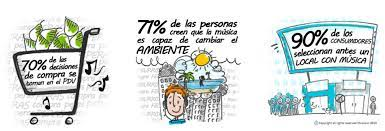 70% de las
decisiones
de compra se
toman en el PDV
71% de las personas
creen que la música
es capaz de cambiar el
AMBIENTE
90% de los
CONSUMIDORES
seleccionan antes un
LOCAL CON MÚSICA